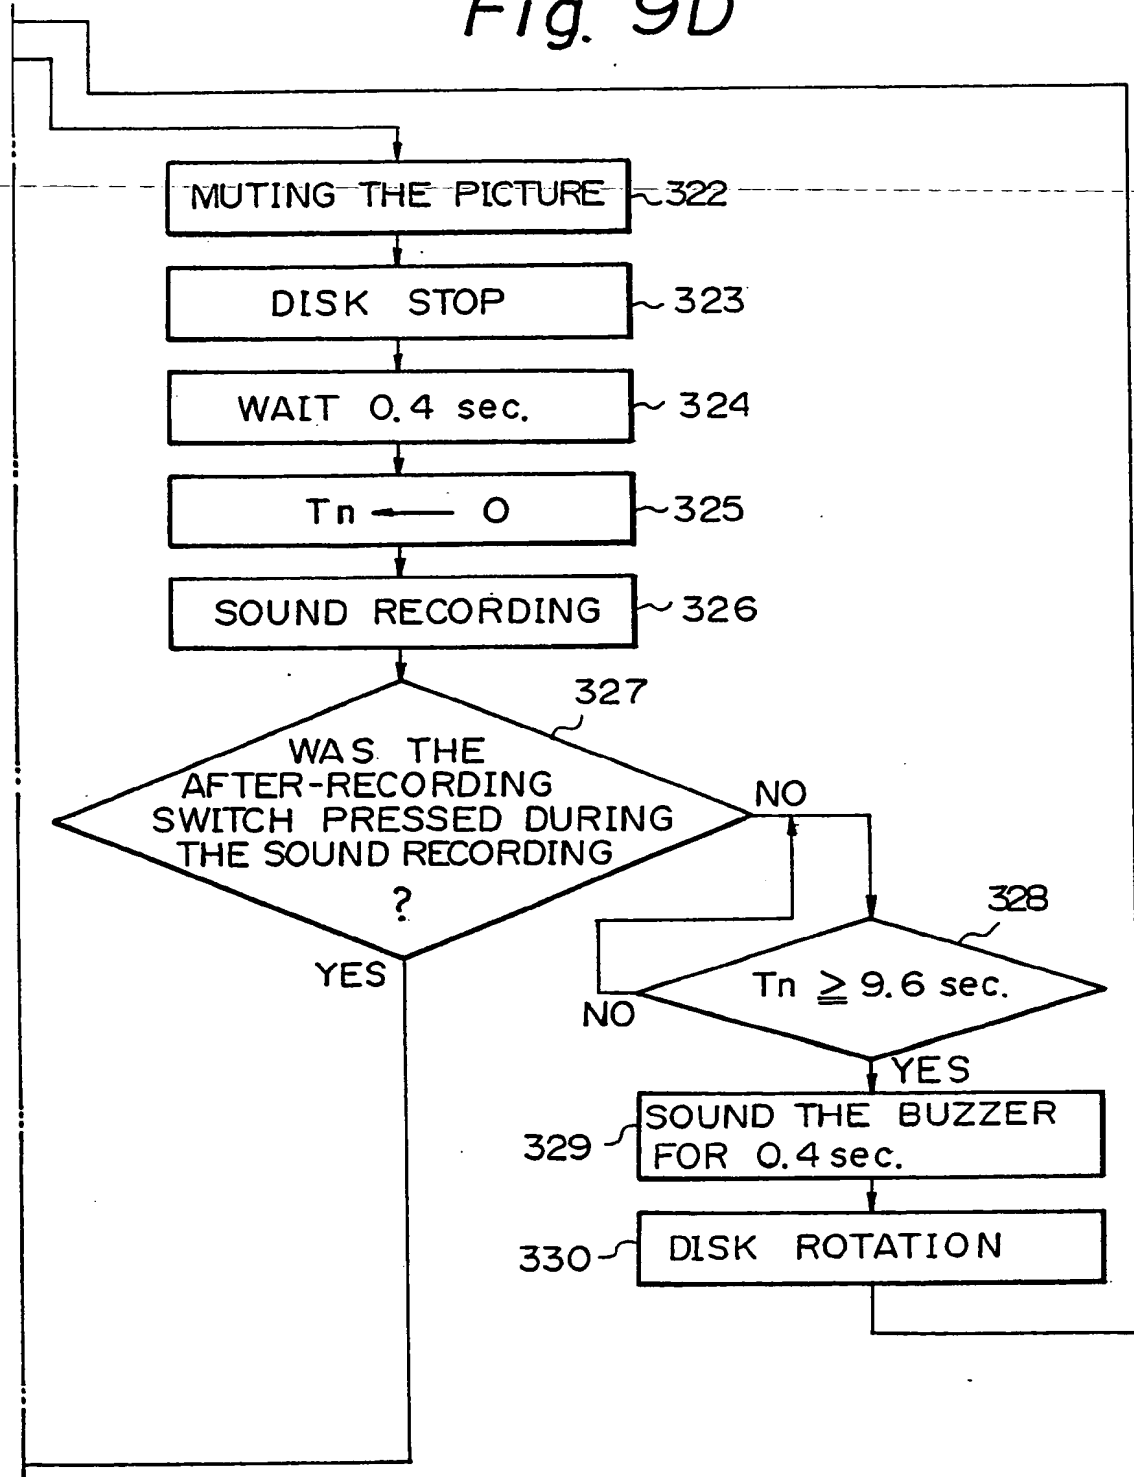 Fig. 9D
MUTING THE PICTURE
322
DISK STOP
323
WAIT 0.4 sec.
324
Tn ← 0
325
SOUND RECORDING
326
327
WAS THE
AFTER-RECORDING
SWITCH PRESSED DURING
THE SOUND RECORDING
?
NO
YES
328
Tn ≧ 9.6 sec.
NO
YES
SOUND THE BUZZER
FOR 0.4 sec.
329
DISK ROTATION
330